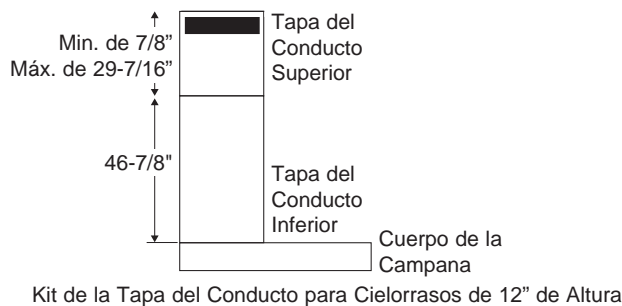 Min. de 7/8”
Máx. de 29-7/16”
Tapa del
Conducto
Superior
46-7/8"
Tapa del
Conducto
Inferior
Cuerpo de la
Campana
Kit de la Tapa del Conducto para Cielorrasos de 12” de Altura